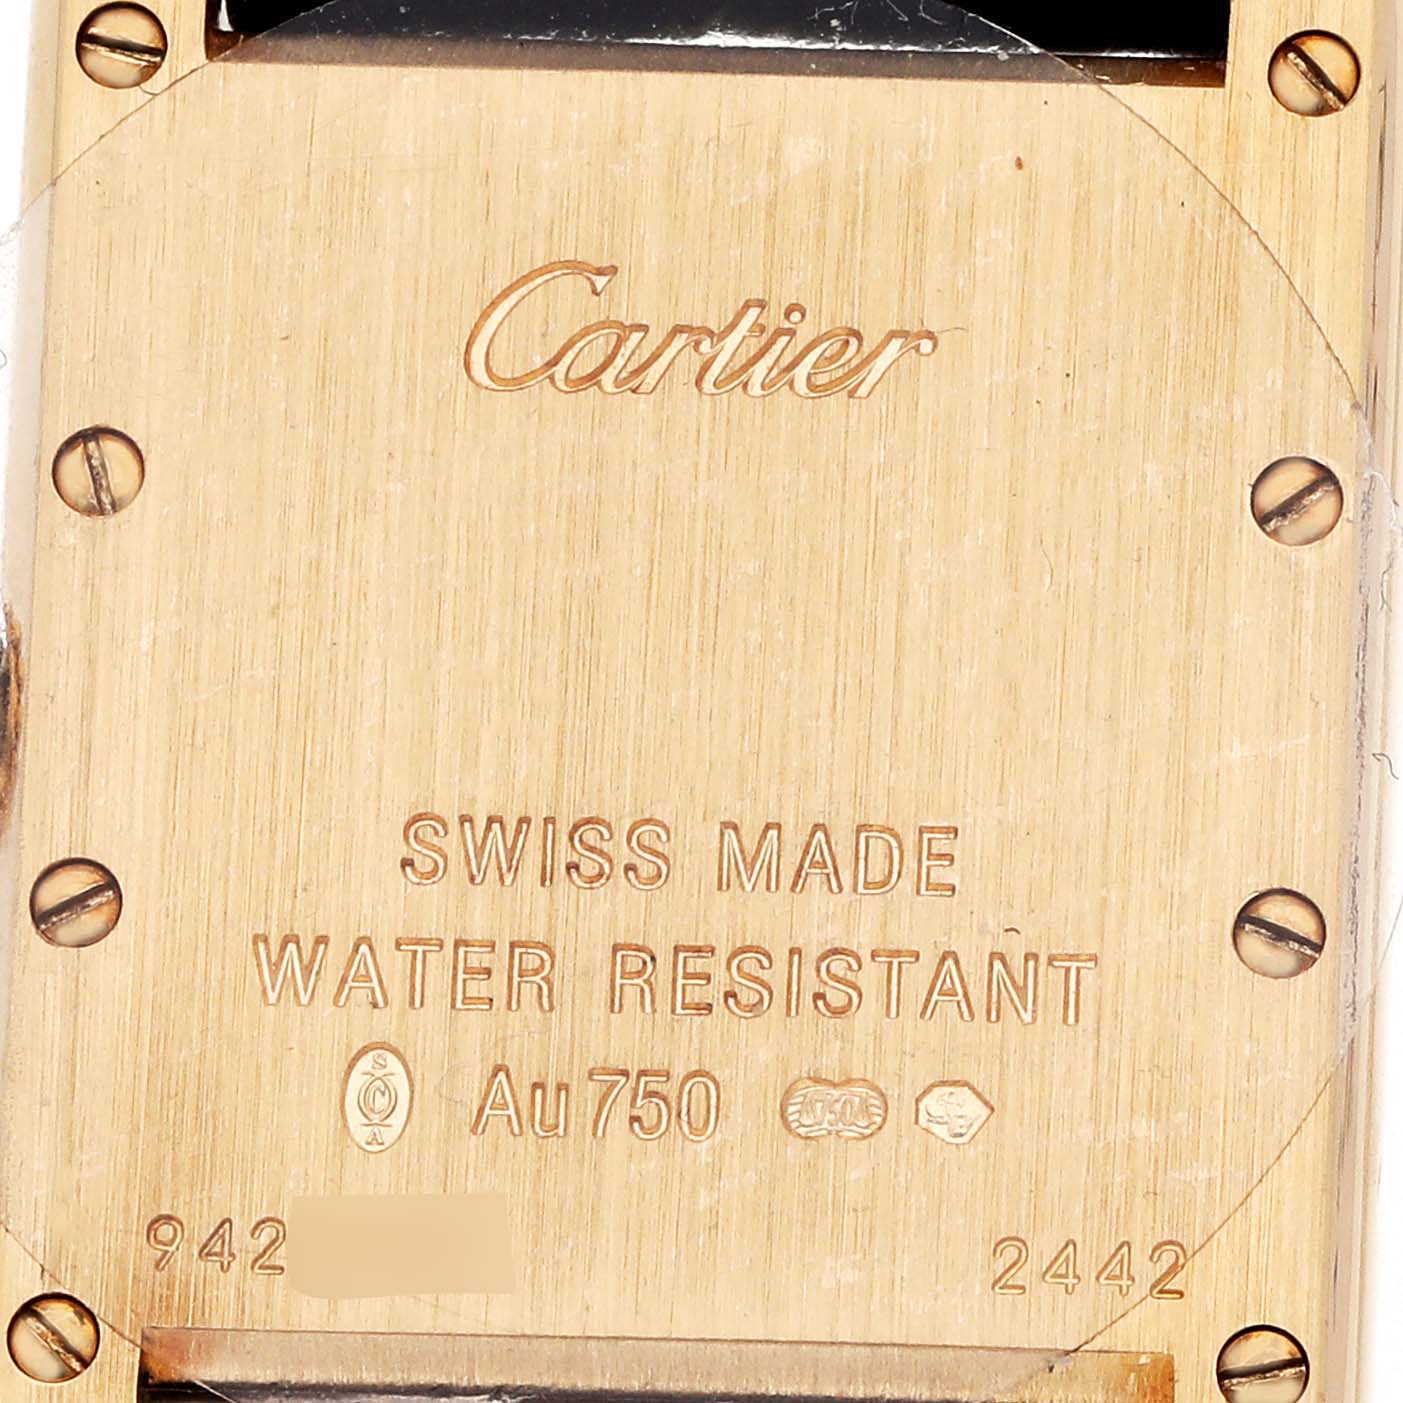 Cartier
SWISS MADE
WATER RESISTANT
S C A Au750
942 2442